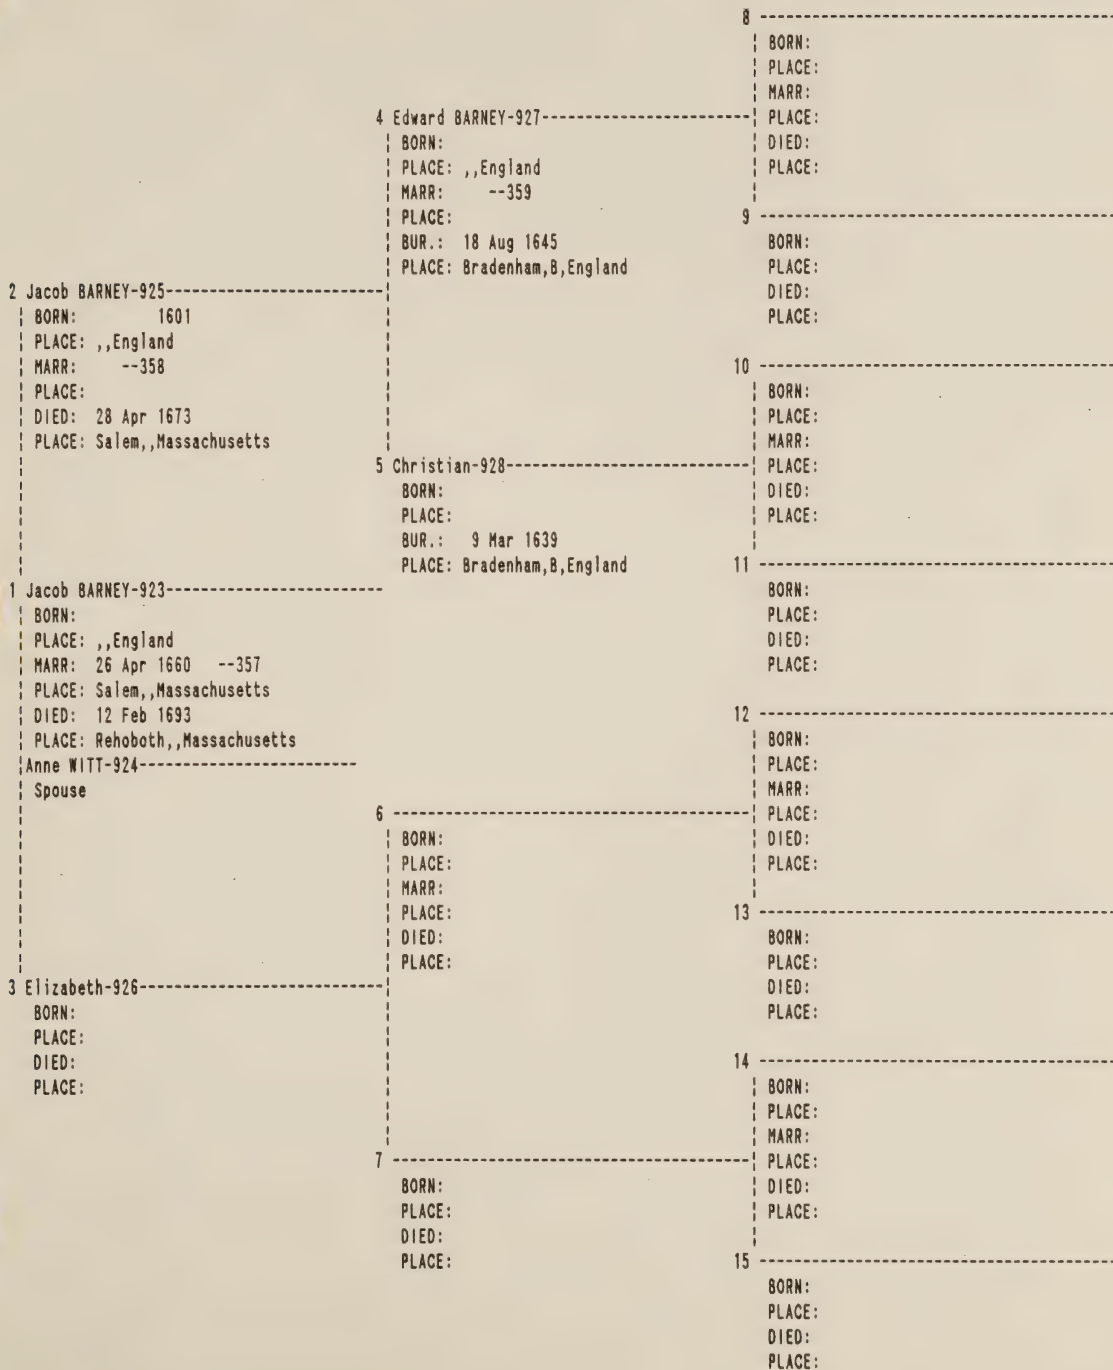 2 Jacob BARNEY-925
BORN: 1601
PLACE: ,,England
MARR: --358
PLACE:
DIED: 28 Apr 1673
PLACE: Salem,,Massachusetts
1 Jacob BARNEY-923
BORN:
PLACE: ,,England
MARR: 26 Apr 1660 --357
PLACE: Salem,,Massachusetts
DIED: 12 Feb 1693
PLACE: Rehoboth,,Massachusetts
Anne WITT-924
Spouse
3 Elizabeth-926
BORN:
PLACE:
DIED:
PLACE:
4 Edward BARNEY-927
BORN:
PLACE: ,,England
MARR: --359
PLACE:
BUR.: 18 Aug 1645
PLACE: Bradenham,B,England
5 Christian-928
BORN:
PLACE:
BUR.: 9 Mar 1639
PLACE: Bradenham,B,England
6
BORN:
PLACE:
MARR:
PLACE:
DIED:
PLACE:
7
BORN:
PLACE:
DIED:
PLACE:
8
BORN:
PLACE:
MARR:
PLACE:
DIED:
PLACE:
9
BORN:
PLACE:
DIED:
PLACE:
10
BORN:
PLACE:
MARR:
PLACE:
DIED:
PLACE:
11
BORN:
PLACE:
DIED:
PLACE:
12
BORN:
PLACE:
MARR:
PLACE:
DIED:
PLACE:
13
BORN:
PLACE:
DIED:
PLACE:
14
BORN:
PLACE:
MARR:
PLACE:
DIED:
PLACE:
15
BORN:
PLACE:
DIED:
PLACE: